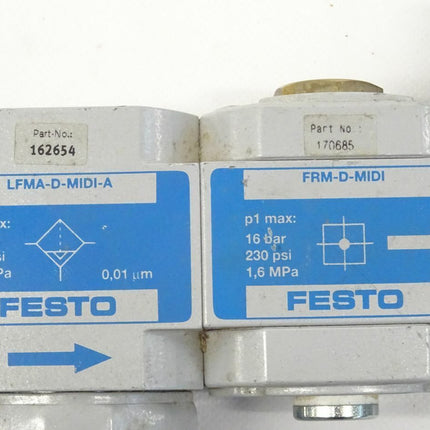 Part-No.:
162654
LFMA-D-MIDI-A
max:
si
Pa
0,01 µm
FESTO
Part No.:
170685
FRM-D-MIDI
p1 max:
16 bar
230 psi
1,6 MPa
FESTO